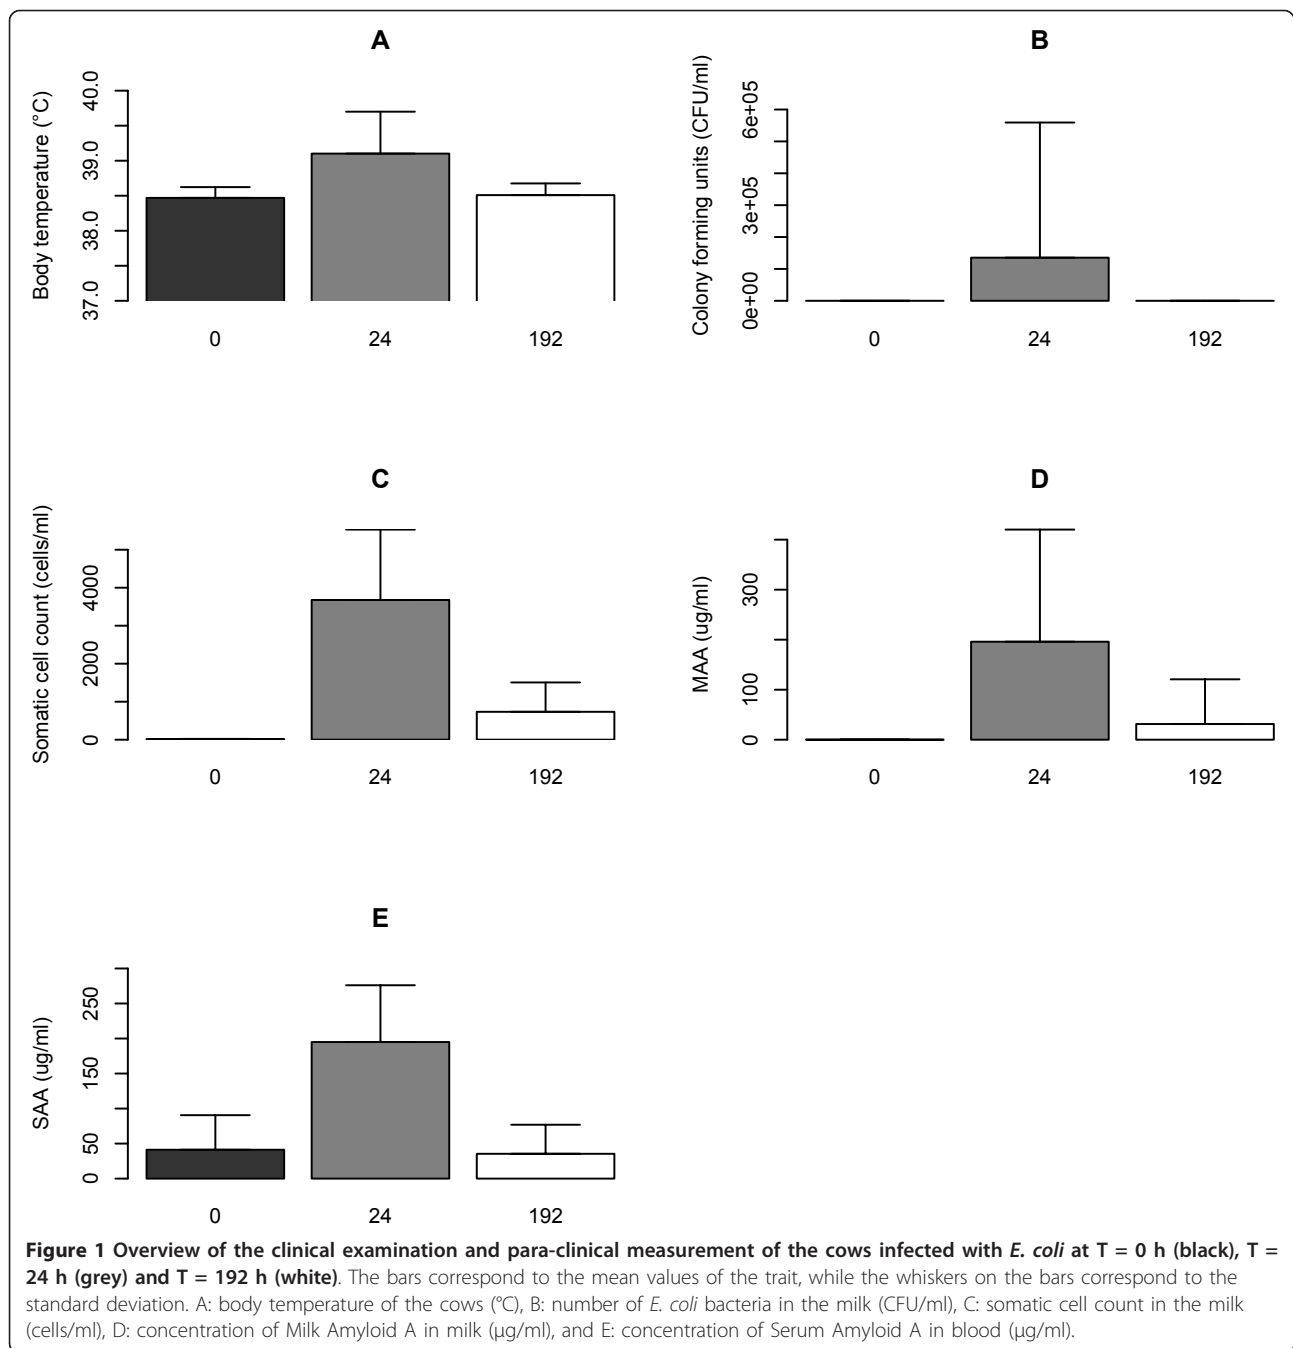 A
Body temperature (°C)
40.0
39.0
38.0
37.0
0 24 192
B
Colony forming units (CFU/ml)
6e+05
3e+05
0e+00
0 24 192
C
Somatic cell count (cells/ml)
4000
2000
0
0 24 192
D
MAA (ug/ml)
300
100
0
0 24 192
E
SAA (ug/ml)
250
150
50
0
0 24 192
Figure 1 Overview of the clinical examination and para-clinical measurement of the cows infected with E. coli at T = 0 h (black), T =
24 h (grey) and T = 192 h (white). The bars correspond to the mean values of the trait, while the whiskers on the bars correspond to the
standard deviation. A: body temperature of the cows (°C), B: number of E. coli bacteria in the milk (CFU/ml), C: somatic cell count in the milk
(cells/ml), D: concentration of Milk Amyloid A in milk (μg/ml), and E: concentration of Serum Amyloid A in blood (μg/ml).